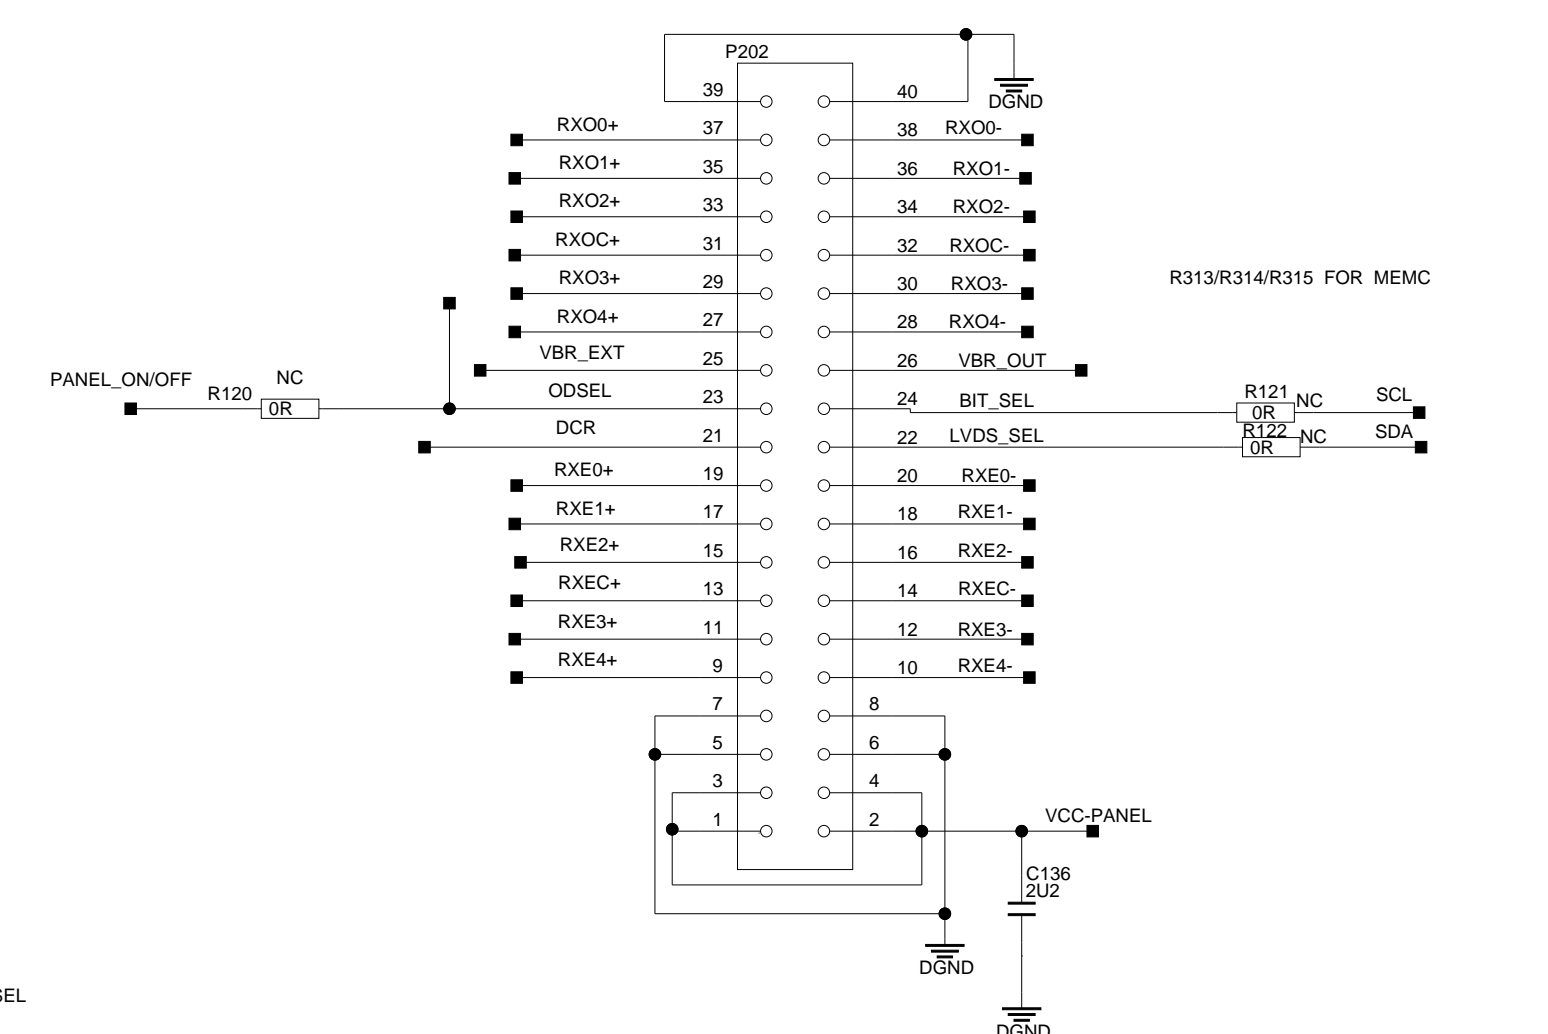 P202
39 40
DGND
RXO0+ 37 38 RXO0-
RXO1+ 35 36 RXO1-
RXO2+ 33 34 RXO2-
RXOC+ 31 32 RXOC-
RXO3+ 29 30 RXO3-
R313/R314/R315 FOR MEMC
RXO4+ 27 28 RXO4-
VBR_EXT 25 26 VBR_OUT
PANEL_ON/OFF R120 NC 0R ODSEL 23 24 BIT_SEL R121 0R NC SCL
DCR 21 22 LVDS_SEL R122 0R NC SDA
RXE0+ 19 20 RXE0-
RXE1+ 17 18 RXE1-
RXE2+ 15 16 RXE2-
RXEC+ 13 14 RXEC-
RXE3+ 11 12 RXE3-
RXE4+ 9 10 RXE4-
7 8
5 6
3 4
1 2 VCC-PANEL
C136
2U2
DGND
SEL
DGND